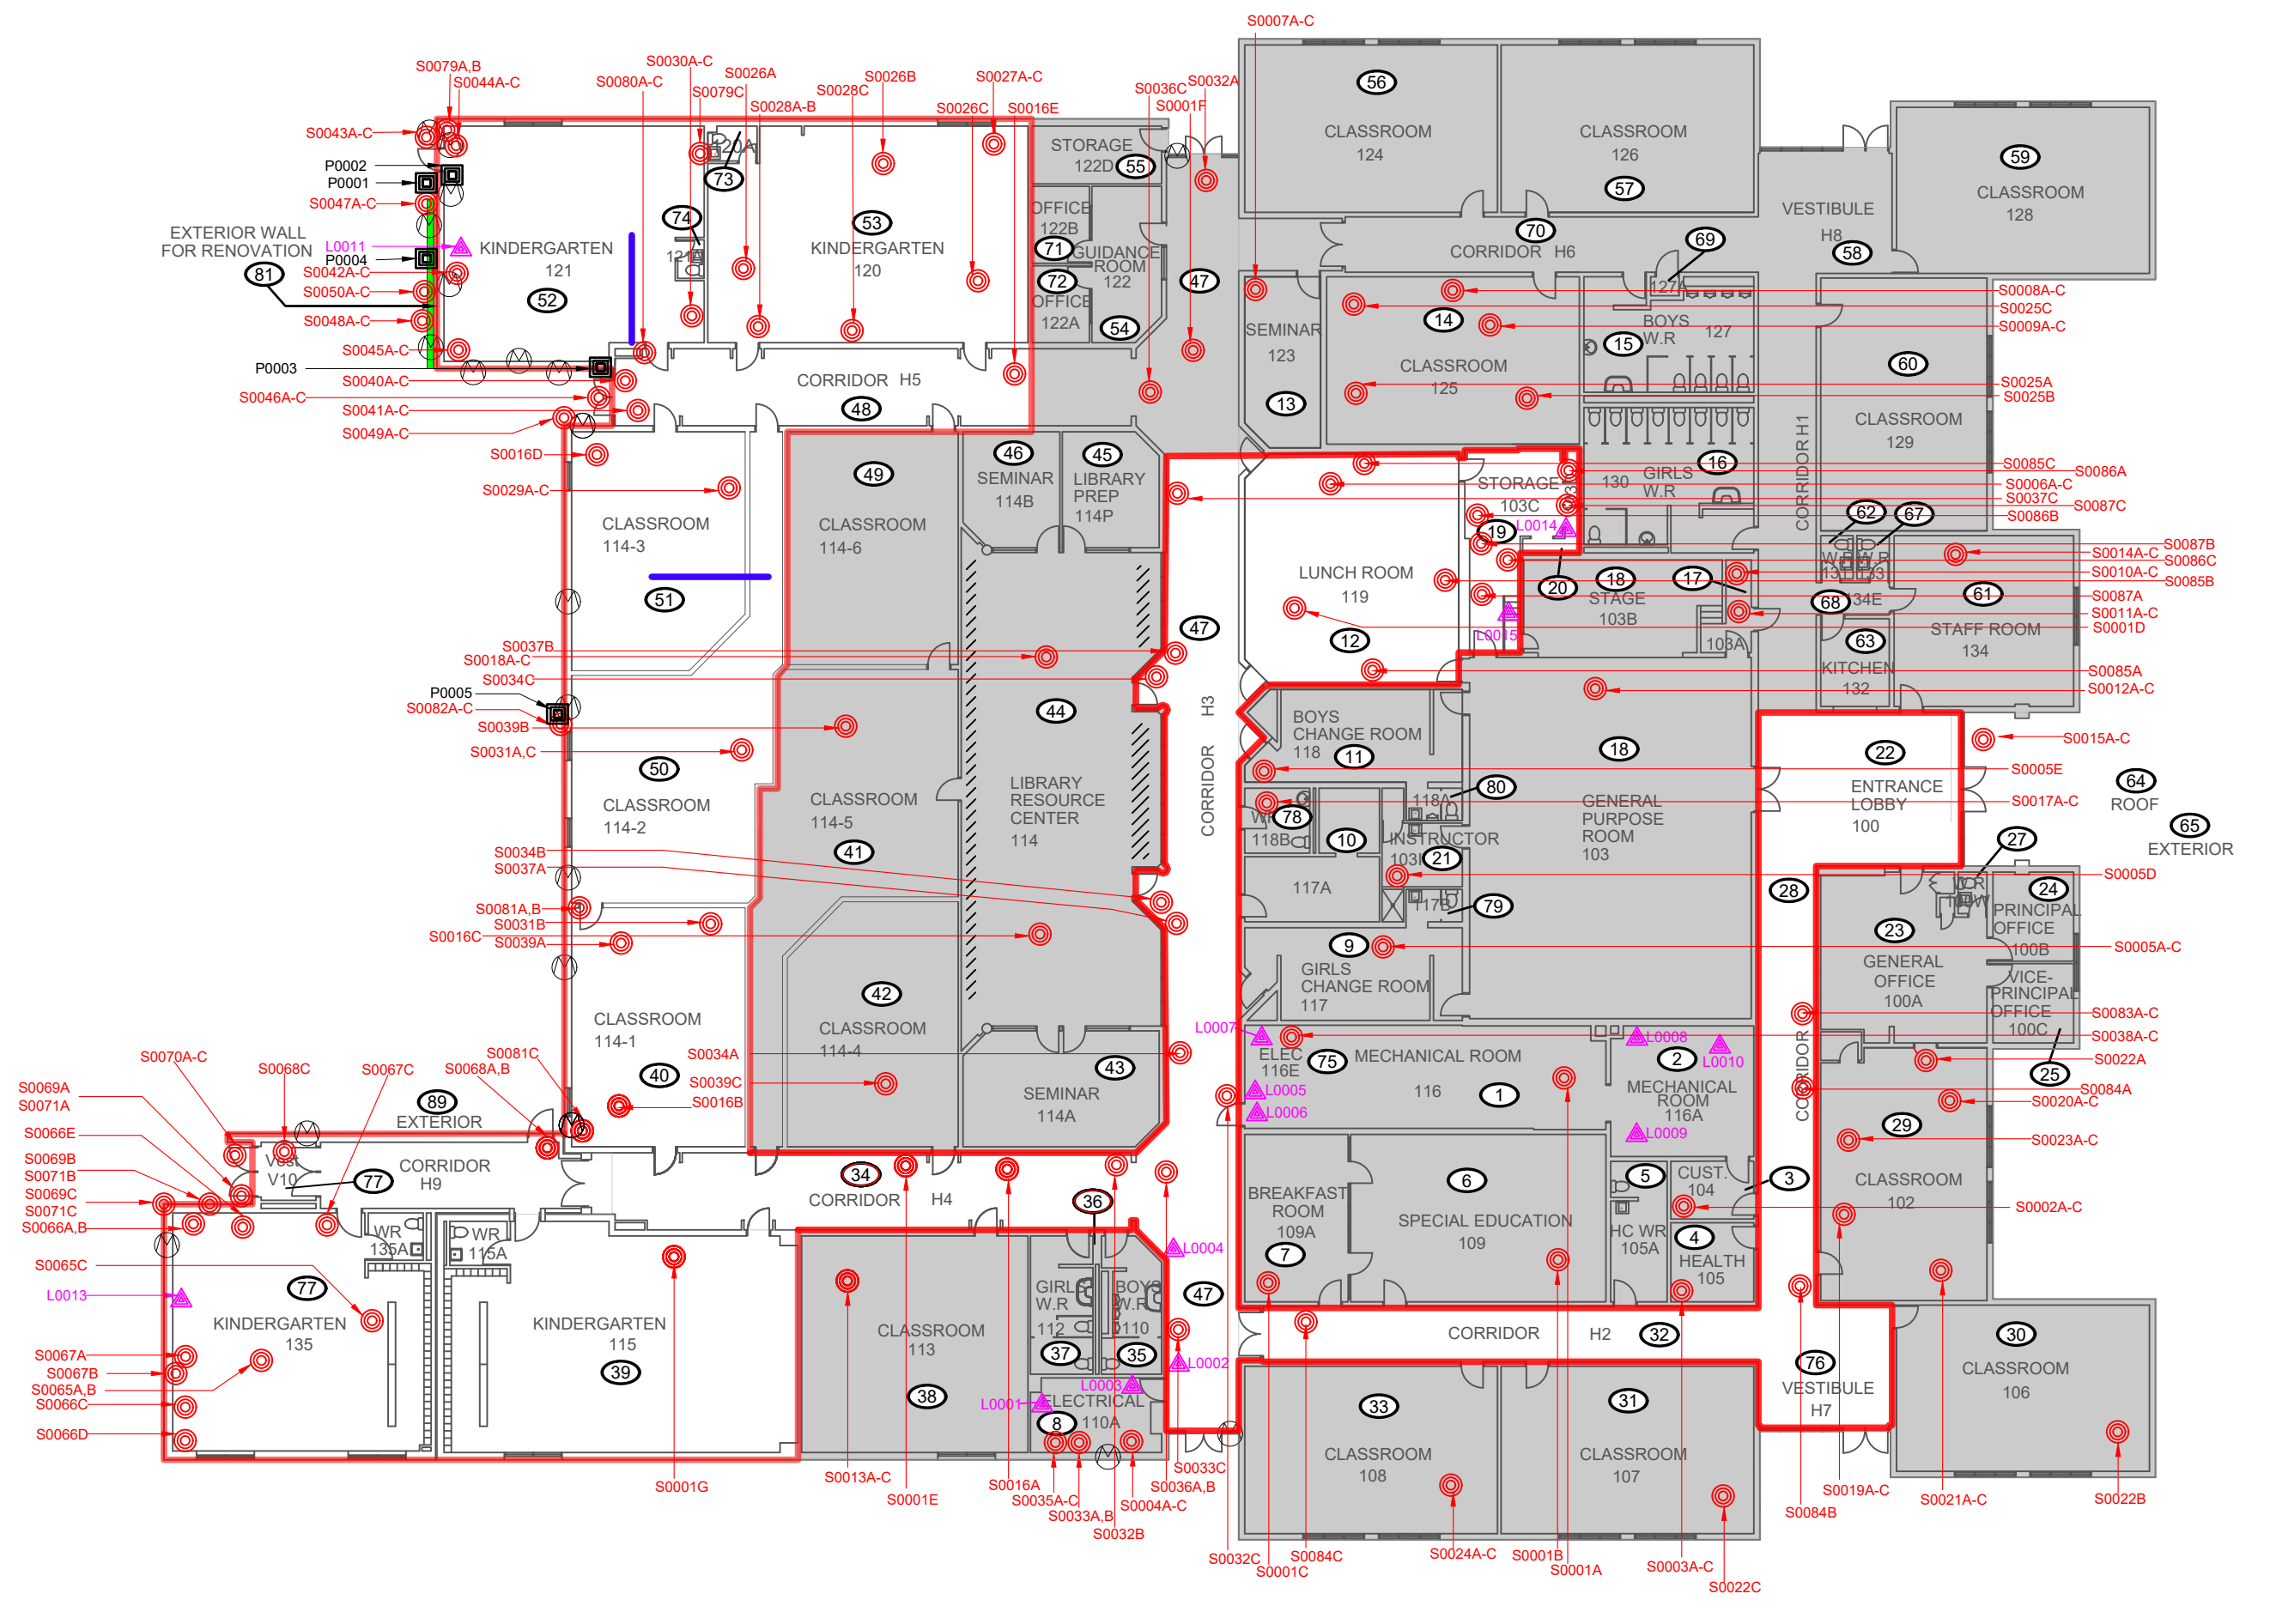 S0007A-C
S0079A,B
S0044A-C
S0080A-C
S0030A-C
S0079C
S0026A
S0028A-B
S0028C
S0026B
S0026C
S0027A-C
S0016E
S0036C
S0032A
S0001F
S0043A-C
P0002
P0001
S0047A-C
EXTERIOR WALL
FOR RENOVATION
81
L0011
P0004
S0042A-C
S0050A-C
S0048A-C
S0045A-C
P0003
S0040A-C
S0046A-C
S0041A-C
S0049A-C
S0016D
S0029A-C
KINDERGARTEN
121
52
74
121A
73
120A
53
KINDERGARTEN
120
STORAGE
122D
55
OFFICE
122B
71
GUIDANCE
ROOM
122
72
OFFICE
122A
54
47
CORRIDOR H5
48
56
CLASSROOM
124
CLASSROOM
126
57
59
CLASSROOM
128
VESTIBULE
H8
58
70
CORRIDOR H6
69
127A
SEMINAR
123
13
14
CLASSROOM
125
BOYS
W.R
127
15
60
CLASSROOM
129
CORRIDOR H1
S0008A-C
S0025C
S0009A-C
S0025A
S0025B
16
130
GIRLS
W.R
STORAGE
103C
19
L0014
20
S0085C
S0086A
S0006A-C
S0037C
S0087C
S0086B
S0087B
S0014A-C
S0086C
S0010A-C
S0085B
S0087A
S0011A-C
S0001D
S0085A
S0012A-C
62
67
W.R
W.R
68
134E
61
STAFF ROOM
134
63
KITCHEN
132
18
STAGE
103B
17
103A
L0015
LUNCH ROOM
119
12
47
CLASSROOM
114-3
51
49
CLASSROOM
114-6
46
SEMINAR
114B
45
LIBRARY
PREP
114P
S0037B
S0018A-C
S0034C
P0005
S0082A-C
S0039B
S0031A,C
50
CLASSROOM
114-2
CLASSROOM
114-5
41
44
LIBRARY
RESOURCE
CENTER
114
CORRIDOR H3
BOYS
CHANGE ROOM
118
11
118A
80
78
WR
118B
10
INSTRUCTOR
103I
21
117A
117B
79
18
GENERAL
PURPOSE
ROOM
103
22
ENTRANCE
LOBBY
100
S0015A-C
64
ROOF
65
EXTERIOR
S0005E
S0017A-C
S0005D
S0005A-C
27
W.R
24
PRINCIPAL
OFFICE
100B
23
GENERAL
OFFICE
100A
VICE-
PRINCIPAL
OFFICE
100C
28
25
S0034B
S0037A
S0081A,B
S0031B
S0016C
S0039A
42
CLASSROOM
114-4
CLASSROOM
114-1
40
S0034A
S0039C
S0016B
43
SEMINAR
114A
9
GIRLS
CHANGE ROOM
117
L0007
ELEC
116E
75
MECHANICAL ROOM
116
1
L0008
2
L0010
MECHANICAL
ROOM
116A
L0005
L0006
L0009
CORRIDOR
S0083A-C
S0038A-C
S0022A
S0084A
S0020A-C
S0023A-C
S0002A-C
29
CLASSROOM
102
S0081C
S0068A,B
S0070A-C
S0068C
S0067C
S0069A
S0071A
S0066E
S0069B
S0071B
S0069C
S0071C
S0066A,B
S0065C
L0013
S0067A
S0067B
S0065A,B
S0066C
S0066D
89
EXTERIOR
Vest
V10
77
CORRIDOR
H9
WR
135A
WR
115A
77
KINDERGARTEN
135
KINDERGARTEN
115
39
34
CORRIDOR H4
36
CLASSROOM
113
38
GIRLS
W.R
112
37
BOYS
W.R
110
35
L0004
47
L0002
L0003
L0001
ELECTRICAL
110A
8
BREAKFAST
ROOM
109A
7
6
SPECIAL EDUCATION
109
5
HC WR
105A
CUST.
104
3
4
HEALTH
105
CORRIDOR H2
32
76
VESTIBULE
H7
30
CLASSROOM
106
33
CLASSROOM
108
31
CLASSROOM
107
S0001G
S0013A-C
S0001E
S0016A
S0035A-C
S0033A,B
S0032B
S0004A-C
S0036A,B
S0033C
S0032C
S0001C
S0084C
S0024A-C
S0001B
S0001A
S0003A-C
S0022C
S0084B
S0019A-C
S0021A-C
S0022B